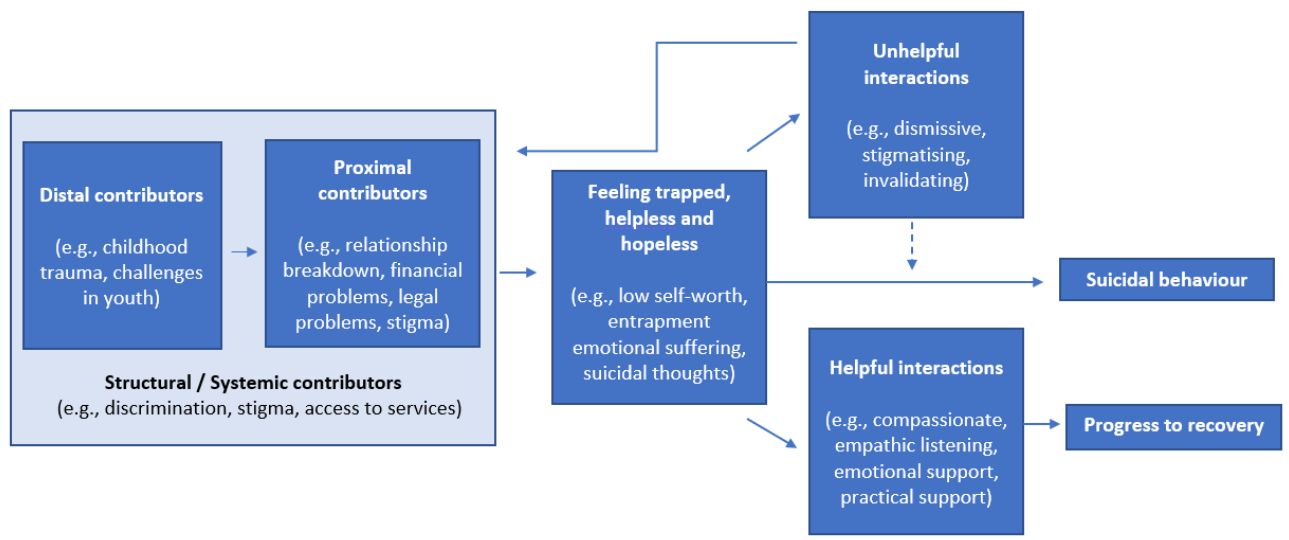 Distal contributors
(e.g., childhood
trauma, challenges
in youth)
Proximal
contributors
(e.g., relationship
breakdown, financial
problems, legal
problems, stigma)
Structural / Systemic contributors
(e.g., discrimination, stigma, access to services)
Feeling trapped,
helpless and
hopeless
(e.g., low self-worth,
entrapment
emotional suffering,
suicidal thoughts)
Unhelpful
interactions
(e.g., dismissive,
stigmatising,
invalidating)
Suicidal behaviour
Helpful interactions
(e.g., compassionate,
empathic listening,
emotional support,
practical support)
Progress to recovery